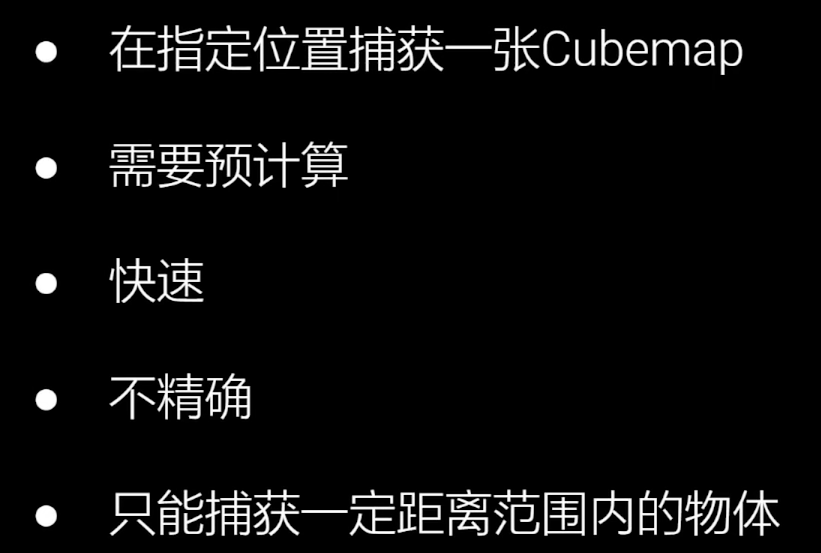 ● 在指定位置捕获一张Cubemap
● 需要预计算
● 快速
● 不精确
● 只能捕获一定距离范围内的物体